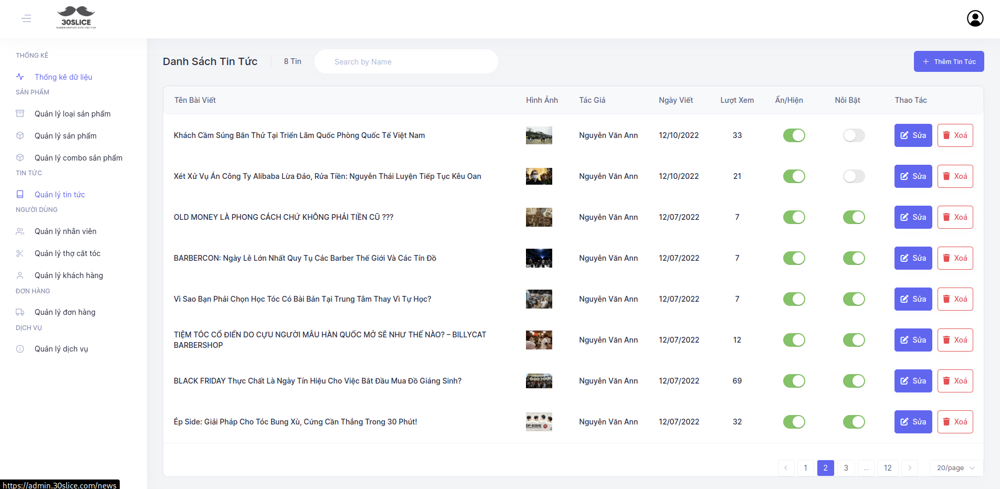 30SLICE
BARBER SHOP ĐẦU HÀNG VIỆT NAM
THỐNG KÊ
Thống kê dữ liệu
SẢN PHẨM
Quản lý loại sản phẩm
Quản lý sản phẩm
Quản lý combo sản phẩm
TIN TỨC
Quản lý tin tức
NGƯỜI DÙNG
Quản lý nhân viên
Quản lý thợ cắt tóc
Quản lý khách hàng
ĐƠN HÀNG
Quản lý đơn hàng
DỊCH VỤ
Quản lý dịch vụ
https://admin.30slice.com/news
Danh Sách Tin Tức 8 Tin Search by Name + Thêm Tin Tức
Tên Bài Viết Hình Ảnh Tác Giả Ngày Viết Lượt Xem Ẩn/Hiện Nỗi Bật Thao Tác
Khách Cầm Súng Bắn Thử Tại Triển Lãm Quốc Phòng Quốc Tế Việt Nam Nguyễn Văn Ann 12/10/2022 33 Sửa Xoá
Xét Xử Vụ Án Công Ty Alibaba Lừa Đảo, Rửa Tiền: Nguyễn Thái Luyện Tiếp Tục Kêu Oan Nguyễn Văn Ann 12/10/2022 21 Sửa Xoá
OLD MONEY LÀ PHONG CÁCH CHỨ KHÔNG PHẢI TIỀN CŨ ??? Nguyễn Văn Ann 12/07/2022 7 Sửa Xoá
BARBERCON: Ngày Lễ Lớn Nhất Quy Tụ Các Barber Thế Giới Và Các Tín Đồ Nguyễn Văn Ann 12/07/2022 7 Sửa Xoá
Vì Sao Bạn Phải Chọn Học Tóc Có Bài Bản Tại Trung Tâm Thay Vì Tự Học? Nguyễn Văn Ann 12/07/2022 7 Sửa Xoá
TIỆM TÓC CỔ ĐIỂN DO CỰU NGƯỜI MẪU HÀN QUỐC MỞ SẼ NHƯ THẾ NÀO? – BILLYCAT
BARBERSHOP Nguyễn Văn Ann 12/07/2022 12 Sửa Xoá
BLACK FRIDAY Thực Chất Là Ngày Tín Hiệu Cho Việc Bắt Đầu Mua Đồ Giáng Sinh? Nguyễn Văn Ann 12/07/2022 69 Sửa Xoá
Ép Side: Giải Pháp Cho Tóc Bung Xù, Cứng Cần Thẳng Trong 30 Phút! ÉP SIDE Nguyễn Văn Ann 12/07/2022 32 Sửa Xoá
< 1 2 3 ... 12 > 20/page